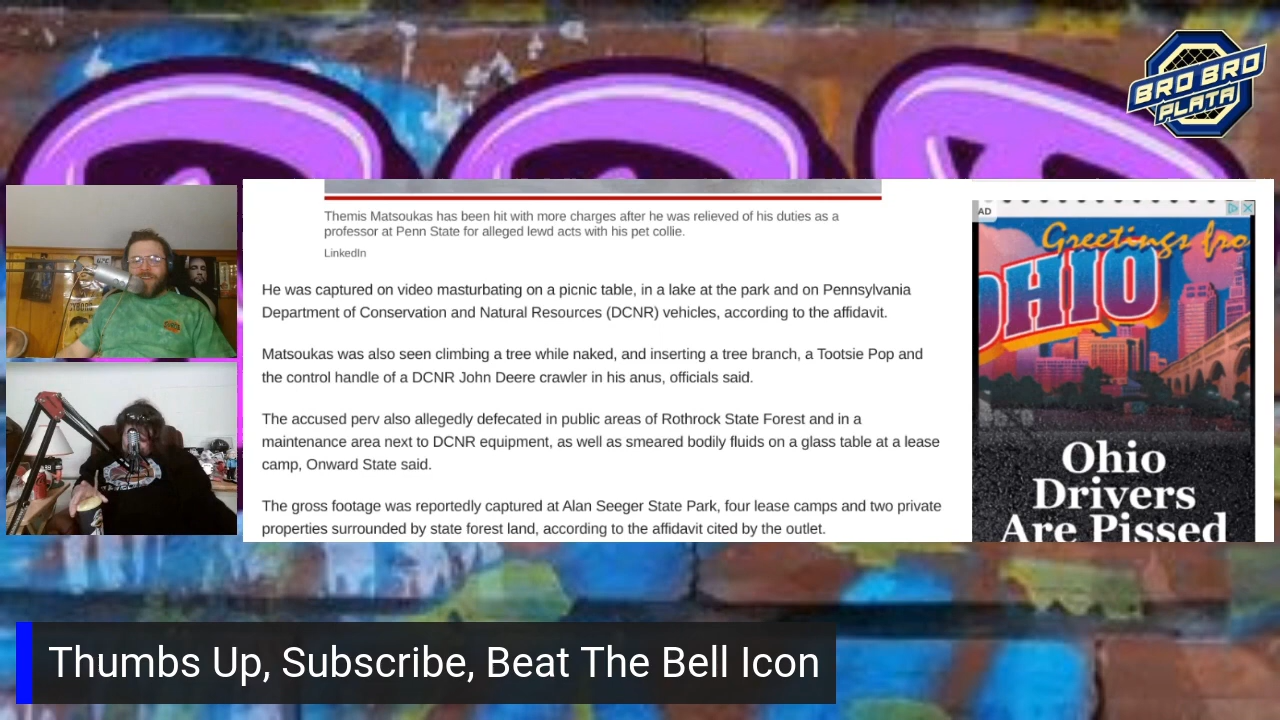 BRO BRO
PLATA
Themis Matsoukas has been hit with more charges after he was relieved of his duties as a
professor at Penn State for alleged lewd acts with his pet collie.
LinkedIn
He was captured on video masturbating on a picnic table, in a lake at the park and on Pennsylvania
Department of Conservation and Natural Resources (DCNR) vehicles, according to the affidavit.
Matsoukas was also seen climbing a tree while naked, and inserting a tree branch, a Tootsie Pop and
the control handle of a DCNR John Deere crawler in his anus, officials said.
The accused perv also allegedly defecated in public areas of Rothrock State Forest and in a
maintenance area next to DCNR equipment, as well as smeared bodily fluids on a glass table at a lease
camp, Onward State said.
The gross footage was reportedly captured at Alan Seeger State Park, four lease camps and two private
properties surrounded by state forest land, according to the affidavit cited by the outlet.
AD
Greetings fro
OHIO
Ohio
Drivers
Are Pissed
Thumbs Up, Subscribe, Beat The Bell Icon